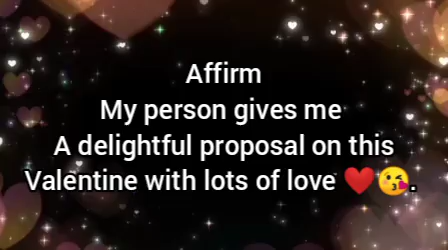 Affirm
My person gives me
A delightful proposal on this
Valentine with lots of love ❤️😘.